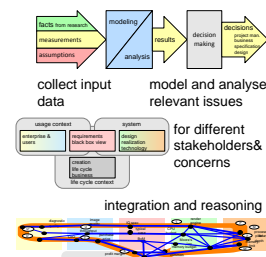 facts from research
measurements
assumptions
modeling
analysis
results
decision
making
decisions
project man.
business
specification
design
collect input
data
model and analyse
relevant issues
usage context
system
enterprise &
users
requirements
black box view
design
realization
technology
creation
life cycle
business
life cycle context
for different
stakeholders&
concerns
integration and reasoning
diagnostic